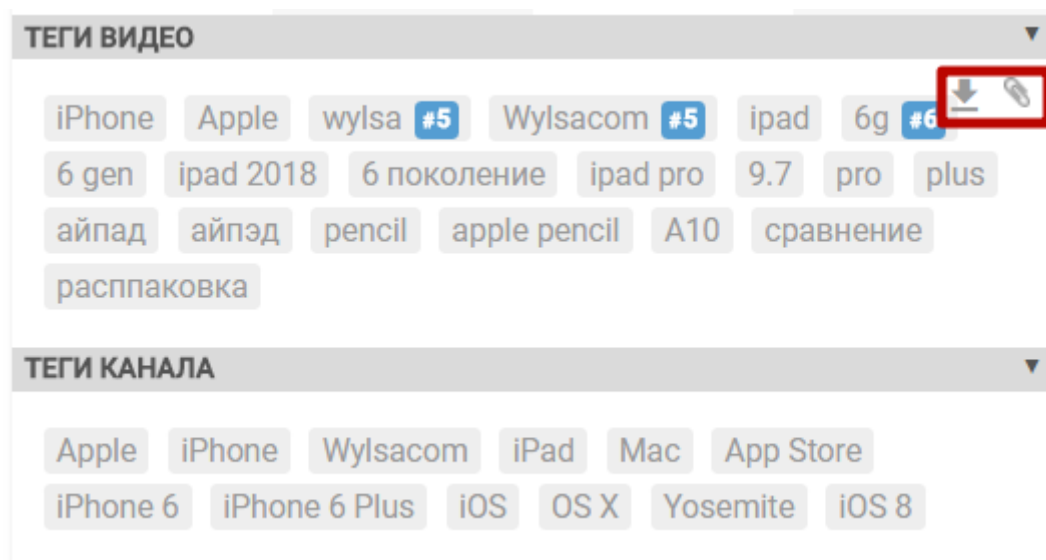 ТЕГИ ВИДЕО ▼
iPhone Apple wylsa #5 Wylsacom #5 ipad 6g #6
6 gen ipad 2018 6 поколение ipad pro 9.7 pro plus
айпад айпэд pencil apple pencil A10 сравнение
расппаковка
ТЕГИ КАНАЛА ▼
Apple iPhone Wylsacom iPad Mac App Store
iPhone 6 iPhone 6 Plus iOS OS X Yosemite iOS 8